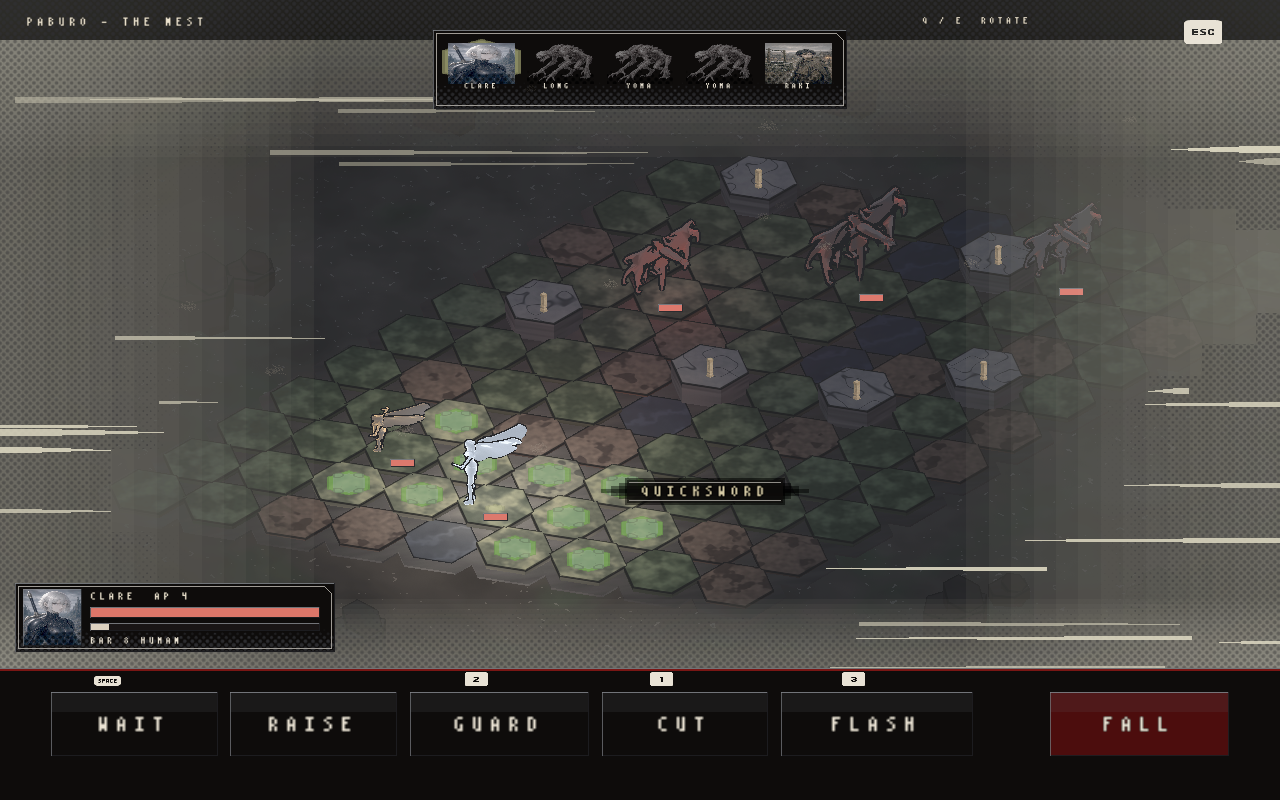 PABURO - THE NEST
Q / E ROTATE
ESC
CLARE LONG YOMA YOMA RAKI
QUICKSWORD
CLARE AP 4
BAR 8 HUMAN
SPACE 2 1 3
WAIT RAISE GUARD CUT FLASH FALL